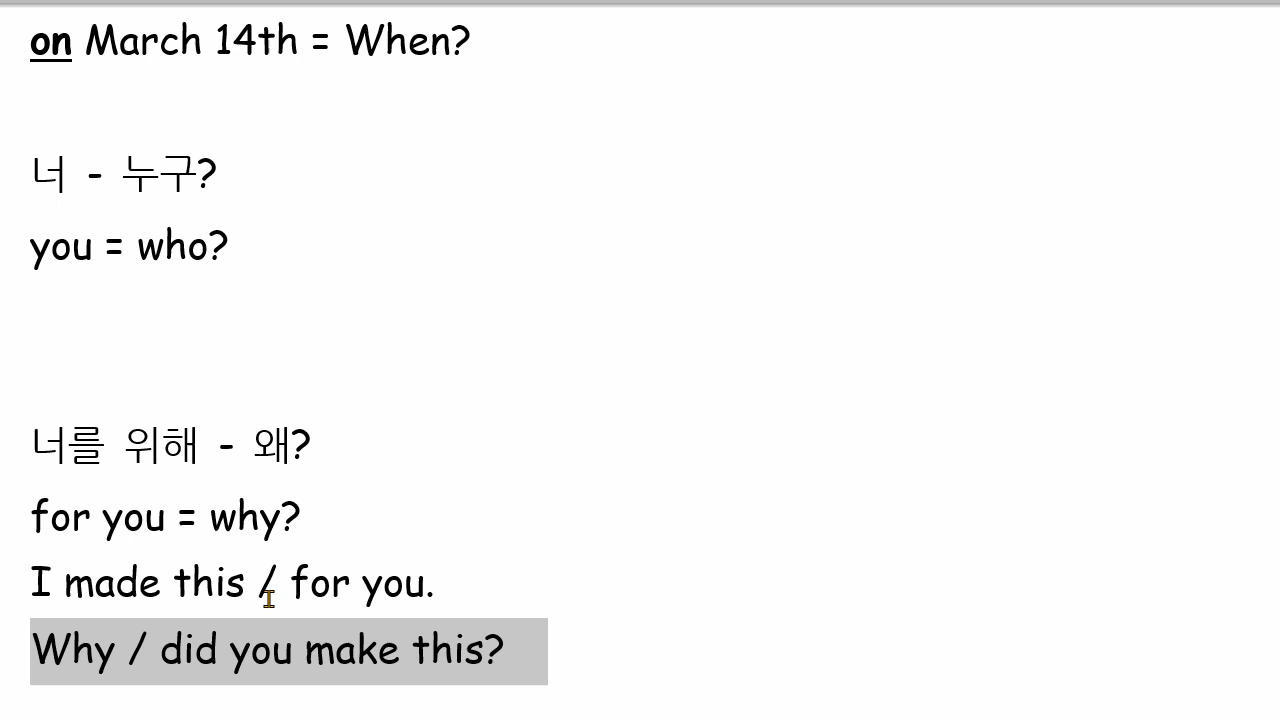 on March 14th = When?
너 - 누구?
you = who?
너를 위해 - 왜?
for you = why?
I made this / for you.
Why / did you make this?